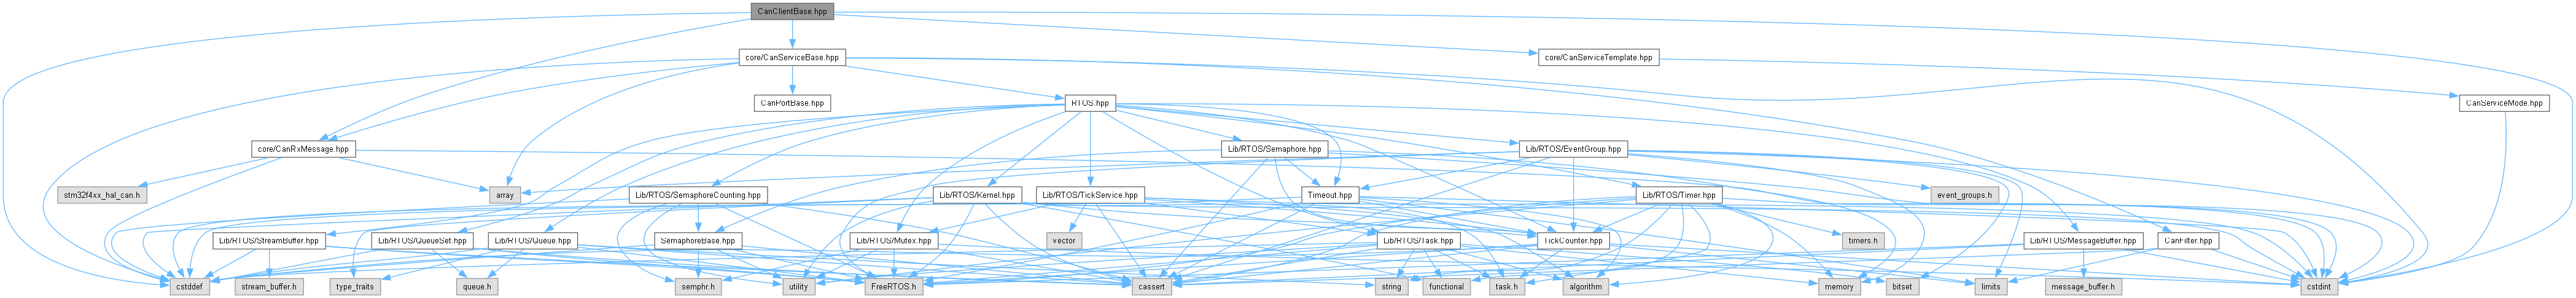 CanClientBase.hpp
core/CanServiceBase.hpp
core/CanServiceTemplate.hpp
CanPortBase.hpp
RTOS.hpp
CanServiceMode.hpp
core/CanRxMessage.hpp
Lib/RTOS/Semaphore.hpp
Lib/RTOS/EventGroup.hpp
stm32f4xx_hal_can.h
array
Lib/RTOS/SemaphoreCounting.hpp
Lib/RTOS/Kernel.hpp
Lib/RTOS/TickService.hpp
Timeout.hpp
Lib/RTOS/Timer.hpp
event_groups.h
Lib/RTOS/StreamBuffer.hpp
Lib/RTOS/QueueSet.hpp
Lib/RTOS/Queue.hpp
SemaphoreBase.hpp
Lib/RTOS/Mutex.hpp
vector
Lib/RTOS/Task.hpp
TickCounter.hpp
timers.h
Lib/RTOS/MessageBuffer.hpp
CanFilter.hpp
cstddef
stream_buffer.h
type_traits
queue.h
semphr.h
utility
FreeRTOS.h
cassert
string
functional
task.h
algorithm
memory
bitset
limits
message_buffer.h
cstdint